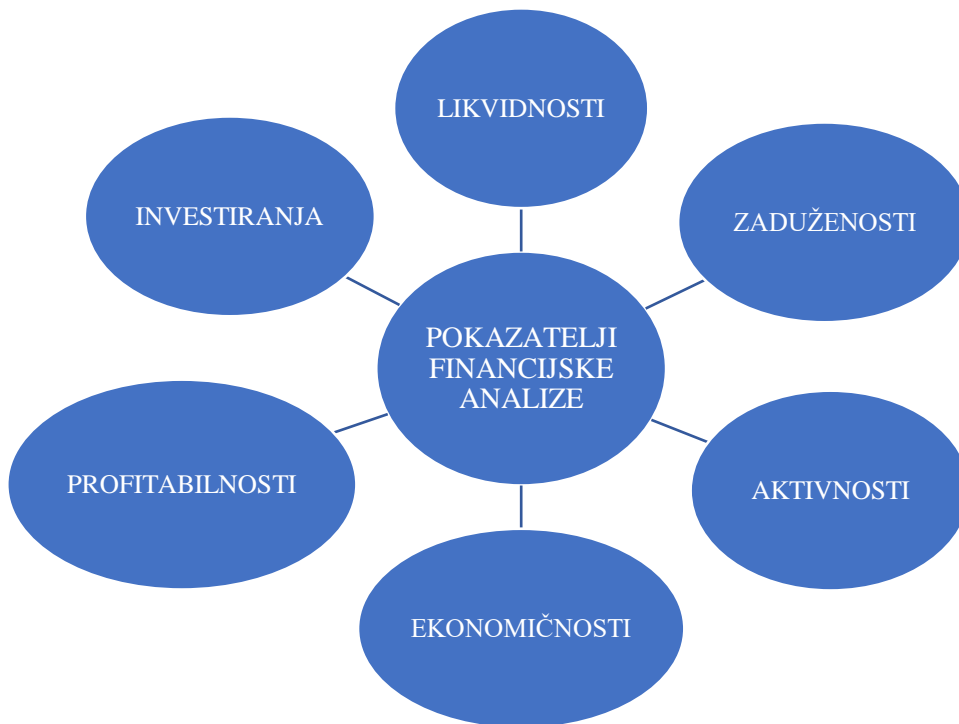 LIKVIDNOSTI
INVESTIRANJA
ZADUŽENOSTI
POKAZATELJI
FINANCIJSKE
ANALIZE
PROFITABILNOSTI
AKTIVNOSTI
EKONOMIČNOSTI